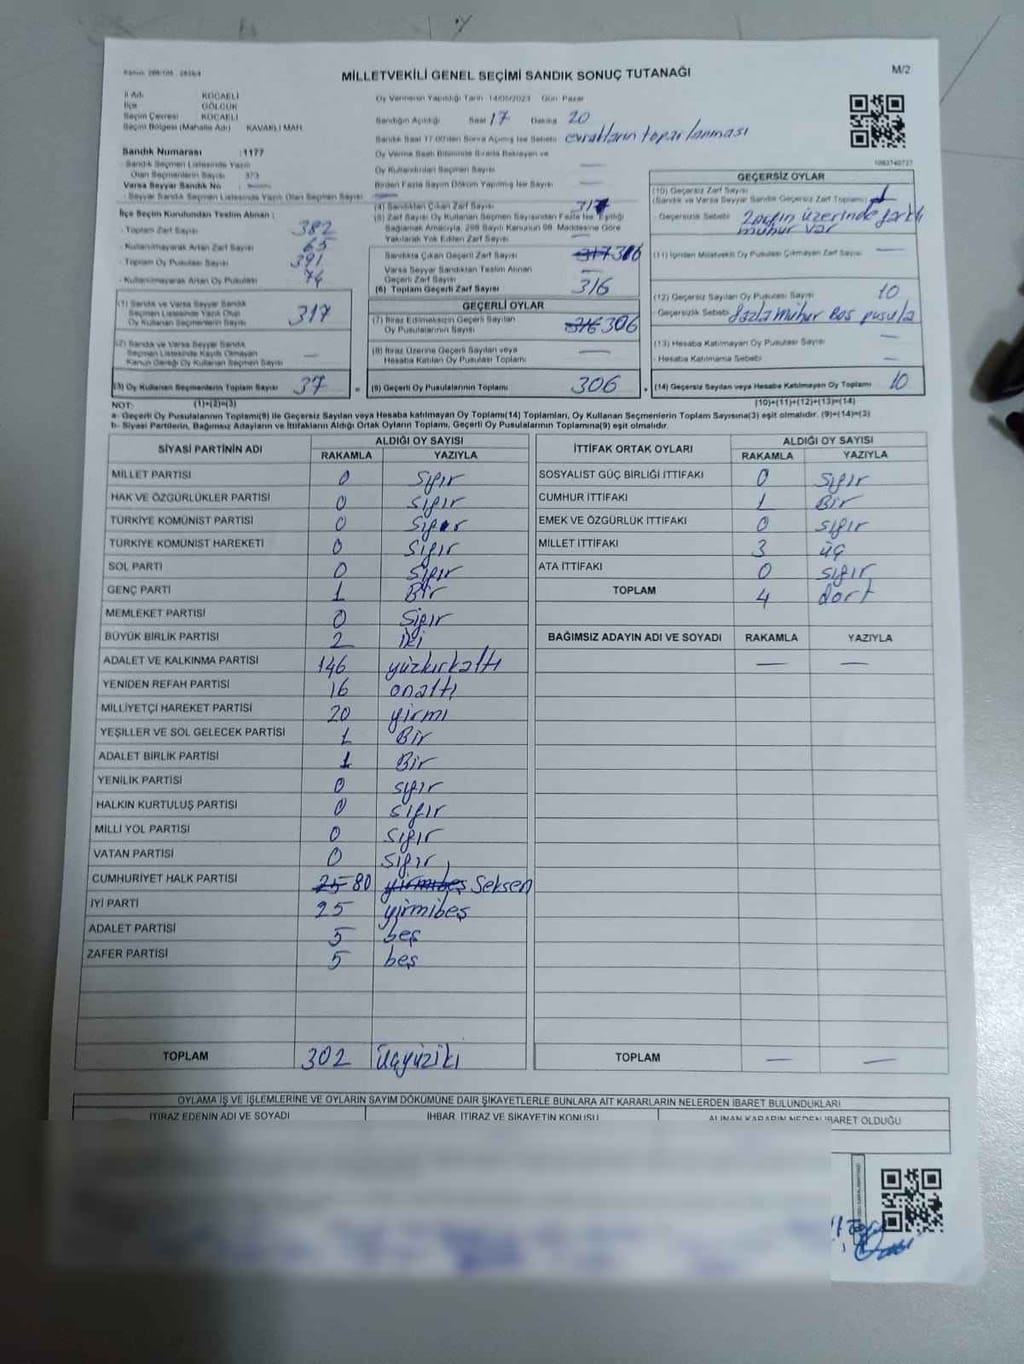 MİLLETVEKİLİ GENEL SEÇİMİ SANDIK SONUÇ TUTANAĞI
M/2
İl Adı KOCAELİ
İlçe GÖLCÜK
Seçim Çevresi KOCAELİ
Seçim Bölgesi (Mahalle Adı) KAVAKLI MAH.
Oy Vermenin Yapıldığı Tarih 14/05/2023 Gün Pazar
Sandığın Açıldığı Saat 17 Dakika 20
Sandık Saat 17:00'den Sonra Açılmış İse Sebebi evrakların toparlanması
Sandık Numarası : 1177
Sandık Seçmen Listesinde Yazılı
Olan Seçmenlerin Sayısı 373
Varsa Seyyar Sandık No
- Seyyar Sandık Seçmen Listesinde Yazılı Olan Seçmen Sayısı
İlçe Seçim Kurulundan Teslim Alınan :
- Toplam Zarf Sayısı 382
- Kullanılmayarak Artan Zarf Sayısı 65
- Toplam Oy Pusulası Sayısı 391
- Kullanılmayarak Artan Oy Pusulası 74
(1) Sandık ve Varsa Seyyar Sandık
Seçmen Listesinde Yazılı Olup
Oy Kullanan Seçmenlerin Sayısı 317
(2) Sandık ve Varsa Seyyar Sandık
Seçmen Listesinde Kaydı Olmayan
Kanun Gereği Oy Kullanan Seçmen Sayısı —
(3) Oy Kullanan Seçmenlerin Toplam Sayısı 37
(1)+(2)=(3)
Oy Verme Saati Bitiminde Sırada Bekleyen ve
Oy Kullandırılan Seçmen Sayısı —
Birden Fazla Sayım Döküm Yapılmış İse Sayısı —
(4) Sandıktan Çıkan Zarf Sayısı 317
(5) Zarf Sayısı Oy Kullanan Seçmen Sayısından Fazla İse, Eşitliği
Sağlamak Amacıyla, 298 Sayılı Kanunun 98. Maddesine Göre
Yakılarak Yok Edilen Zarf Sayısı —
Sandıkta Çıkan Geçerli Zarf Sayısı 317 316
Varsa Seyyar Sandıktan Teslim Alınan
Geçerli Zarf Sayısı —
(6) Toplam Geçerli Zarf Sayısı 316
GEÇERLİ OYLAR
(7) İtiraz Edilmeksizin Geçerli Sayılan
Oy Pusulalarının Sayısı 316 306
(8) İtiraz Üzerine Geçerli Sayılan veya
Hesaba Katılan Oy Pusulası Toplamı —
(9) Geçerli Oy Pusulalarının Toplamı 306
GEÇERSİZ OYLAR
(10) Geçersiz Zarf Sayısı
(Sandık ve Varsa Seyyar Sandık Geçersiz Zarf Toplamı) 1
- Geçersizlik Sebebi Zarfın üzerinde farklı
mühür var
(11) İçinden Milletvekili Oy Pusulası Çıkmayan Zarf Sayısı —
(12) Geçersiz Sayılan Oy Pusulası Sayısı 10
- Geçersizlik Sebebi fazla mühür Boş pusula
(13) Hesaba Katılmayan Oy Pusulası Sayısı —
- Hesaba Katılmama Sebebi —
(14) Geçersiz Sayılan veya Hesaba Katılmayan Oy Toplamı 10
(10)+(11)+(12)+(13)=(14)
NOT:
a- Geçerli Oy Pusulalarının Toplamı(9) ile Geçersiz Sayılan veya Hesaba katılmayan Oy Toplamı(14) Toplamları, Oy Kullanan Seçmenlerin Toplam Sayısına(3) eşit olmalıdır. (9)+(14)=(3)
b- Siyasi Partilerin, Bağımsız Adayların ve İttifakların Aldığı Ortak Oyların Toplamı, Geçerli Oy Pusulalarının Toplamına(9) eşit olmalıdır.
SİYASİ PARTİNİN ADI ALDIĞI OY SAYISI
RAKAMLA YAZIYLA
MİLLET PARTİSİ 0 Sıfır
HAK VE ÖZGÜRLÜKLER PARTİSİ 0 Sıfır
TÜRKİYE KOMÜNİST PARTİSİ 0 Sıfır
TÜRKİYE KOMÜNİST HAREKETİ 0 Sıfır
SOL PARTİ 0 Sıfır
GENÇ PARTİ 1 Bir
MEMLEKET PARTİSİ 0 Sıfır
BÜYÜK BİRLİK PARTİSİ 2 iki
ADALET VE KALKINMA PARTİSİ 146 yüzkırkaltı
YENİDEN REFAH PARTİSİ 16 onaltı
MİLLİYETÇİ HAREKET PARTİSİ 20 yirmi
YEŞİLLER VE SOL GELECEK PARTİSİ 1 Bir
ADALET BİRLİK PARTİSİ 1 Bir
YENİLİK PARTİSİ 0 sıfır
HALKIN KURTULUŞ PARTİSİ 0 sıfır
MİLLİ YOL PARTİSİ 0 sıfır
VATAN PARTİSİ 0 sıfır
CUMHURİYET HALK PARTİSİ 25 80 yirmibeş Seksen
İYİ PARTİ 25 yirmibeş
ADALET PARTİSİ 5 beş
ZAFER PARTİSİ 5 beş
TOPLAM 302 Üçyüziki
İTTİFAK ORTAK OYLARI ALDIĞI OY SAYISI
RAKAMLA YAZIYLA
SOSYALİST GÜÇ BİRLİĞİ İTTİFAKI 0 sıfır
CUMHUR İTTİFAKI 1 Bir
EMEK VE ÖZGÜRLÜK İTTİFAKI 0 sıfır
MİLLET İTTİFAKI 3 üç
ATA İTTİFAKI 0 sıfır
TOPLAM 4 dört
BAĞIMSIZ ADAYIN ADI VE SOYADI RAKAMLA YAZIYLA
— —
TOPLAM — —
OYLAMA İŞ VE İŞLEMLERİNE VE OYLARIN SAYIM DÖKÜMÜNE DAİR ŞİKAYETLERLE BUNLARA AİT KARARLARIN NELERDEN İBARET BULUNDUKLARI
İTİRAZ EDENİN ADI VE SOYADI İHBAR, İTİRAZ VE ŞİKAYETİN KONUSU ALINAN KARARIN NEDEN İBARET OLDUĞU